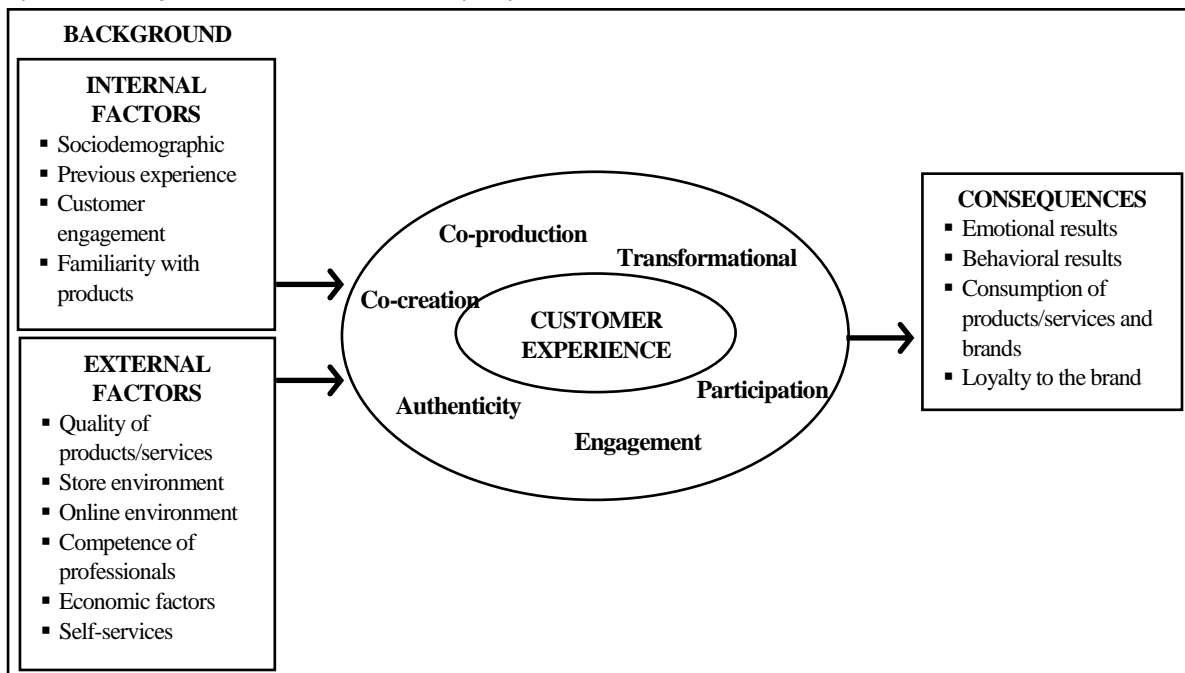 BACKGROUND
INTERNAL
FACTORS
▪ Sociodemographic
▪ Previous experience
▪ Customer
engagement
▪ Familiarity with
products
EXTERNAL
FACTORS
▪ Quality of
products/services
▪ Store environment
▪ Online environment
▪ Competence of
professionals
▪ Economic factors
▪ Self-services
Co-production
Transformational
Co-creation
CUSTOMER
EXPERIENCE
Participation
Authenticity
Engagement
CONSEQUENCES
▪ Emotional results
▪ Behavioral results
▪ Consumption of
products/services and
brands
▪ Loyalty to the brand